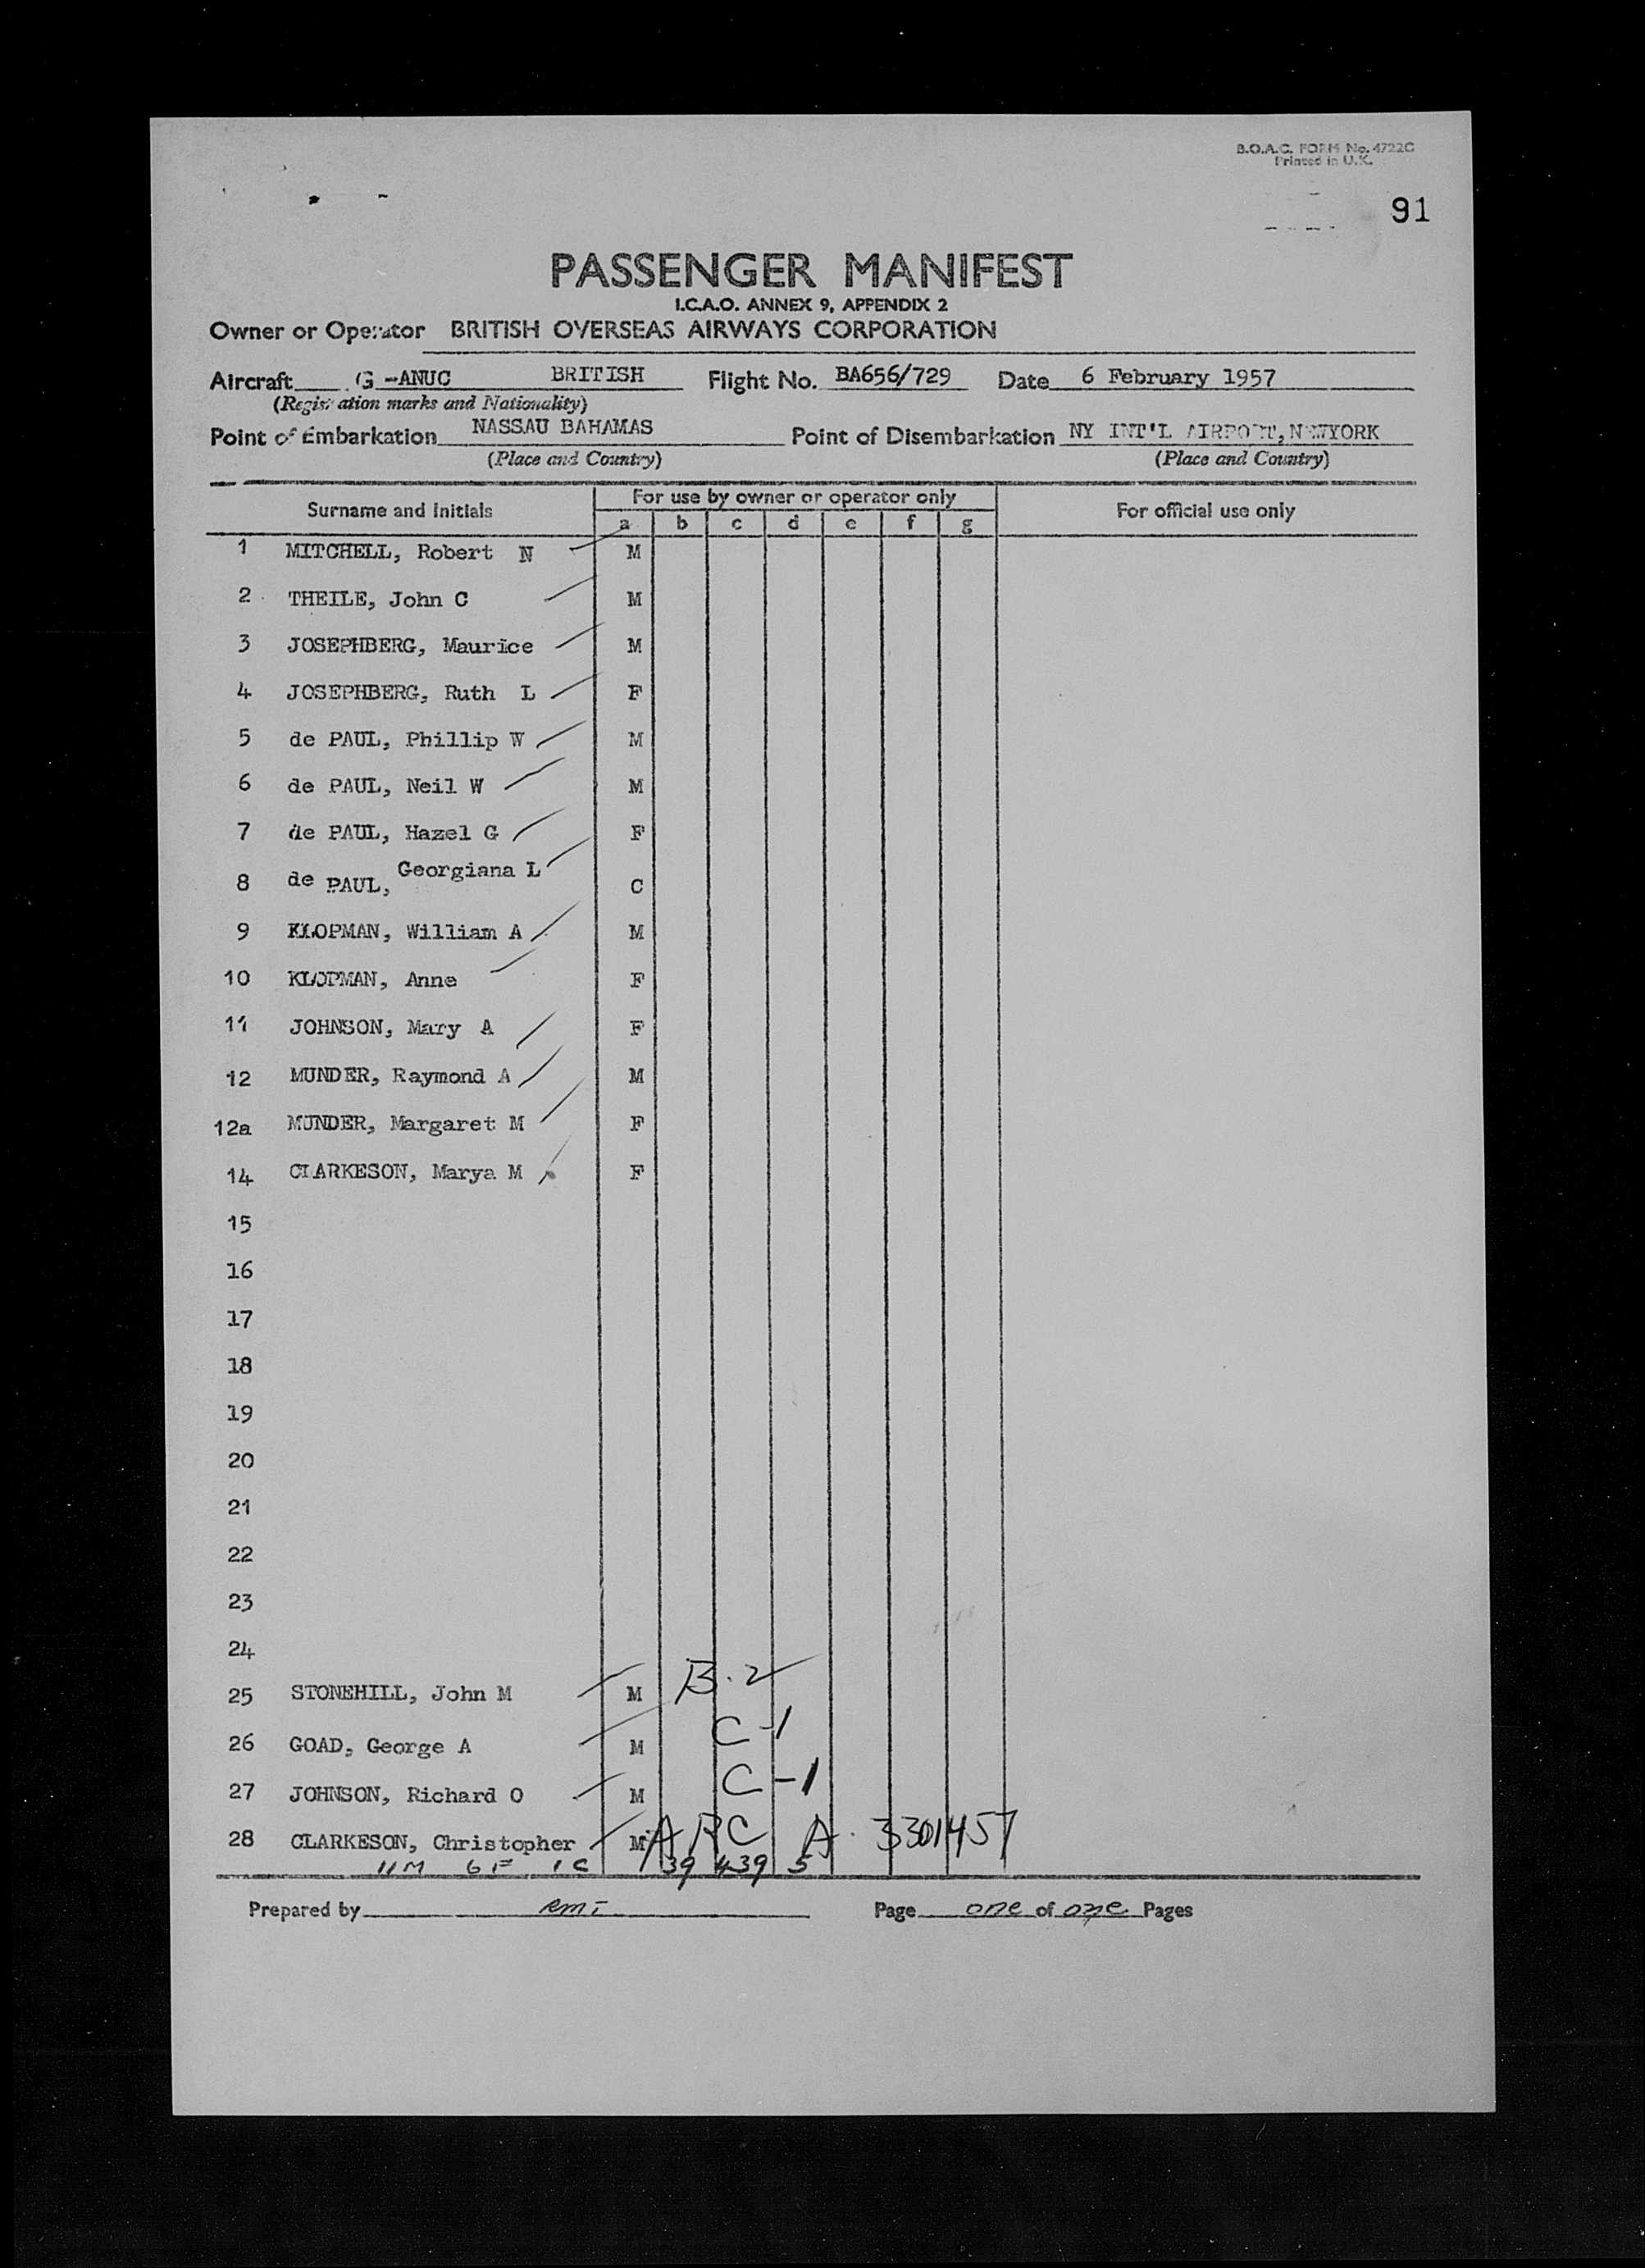 B.O.A.C. FORM No. 4722C
Printed in U.K.
91
PASSENGER MANIFEST
I.C.A.O. ANNEX 9, APPENDIX 2
Owner or Operator BRITISH OVERSEAS AIRWAYS CORPORATION
Aircraft G-ANUC BRITISH Flight No. BA656/729 Date 6 February 1957
(Registration marks and Nationality)
Point of Embarkation NASSAU BAHAMAS Point of Disembarkation NY INT'L AIRPORT, NEWYORK
(Place and Country) (Place and Country)
Surname and Initials For use by owner or operator only For official use only
a b c d e f g
1 MITCHELL, Robert N M
2 THEILE, John C M
3 JOSEPHBERG, Maurice M
4 JOSEPHBERG, Ruth L F
5 de PAUL, Phillip W M
6 de PAUL, Neil W M
7 de PAUL, Hazel G F
8 de PAUL, Georgiana L C
9 KLOPMAN, William A M
10 KLOPMAN, Anne F
11 JOHNSON, Mary A F
12 MUNDER, Raymond A M
12a MUNDER, Margaret M F
14 CLARKESON, Marya M F
15
16
17
18
19
20
21
22
23
24
25 STONEHILL, John M M B-2
26 GOAD, George A M C-1
27 JOHNSON, Richard O M C-1
28 CLARKESON, Christopher M ARC A 3301457
11M 6F 1C 139 439 5
Prepared by Page one of one Pages